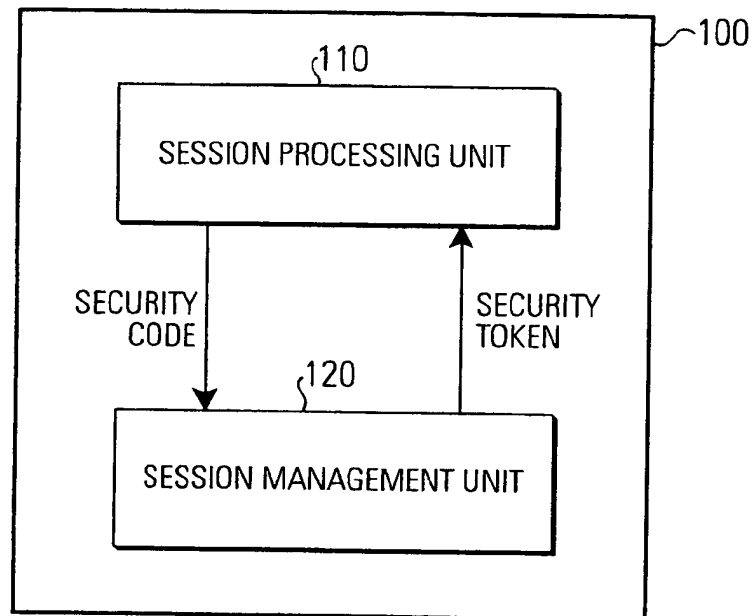 100
110
SESSION PROCESSING UNIT
SECURITY
CODE
SECURITY
TOKEN
120
SESSION MANAGEMENT UNIT